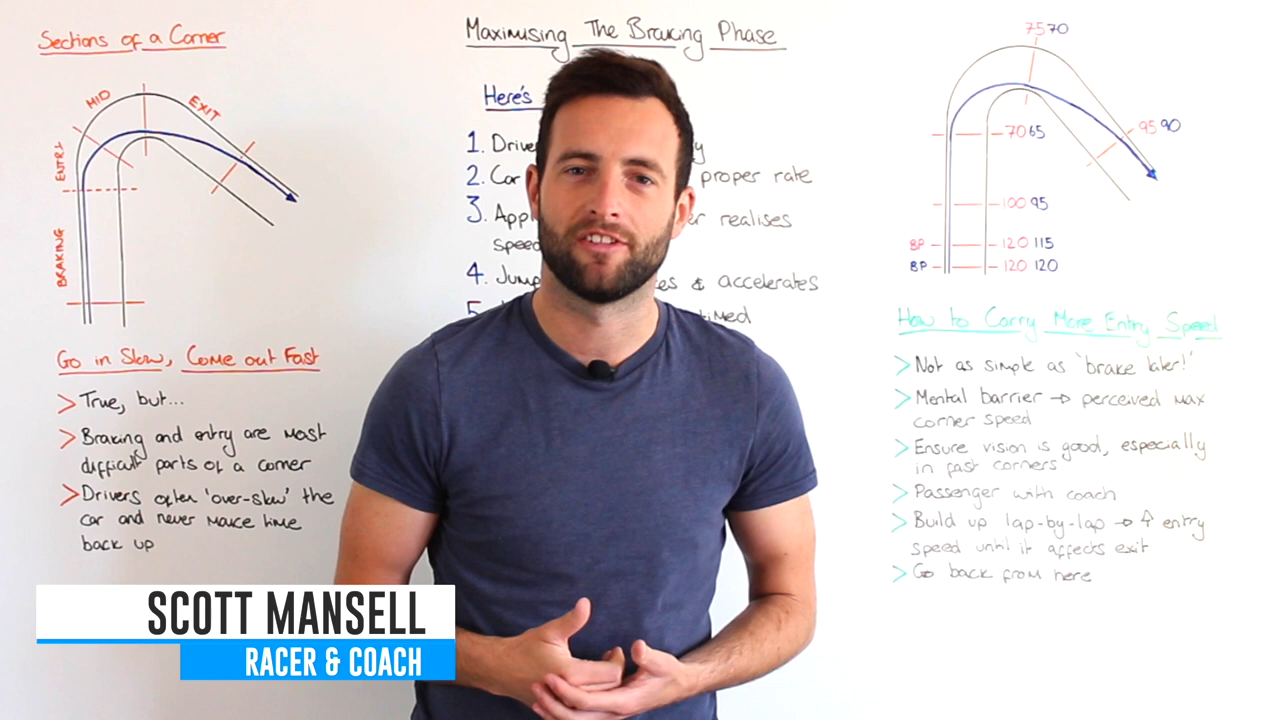 Sections of a Corner
MID
EXIT
ENTRY
BRAKING
Go in Slow, Come out Fast
> True, but...
> Braking and entry are most
difficult parts of a corner
> Drivers often 'over-slow' the
car and never make time
back up
Maximising The Braking Phase
Here's
1. Drive
2. Car proper rate
3. Appl er realises
speed
4. Jump es & accelerates
5. timed
75 70
95 90
70 65
100 95
BP 120 115
BP 120 120
How to Carry More Entry Speed
> Not as simple as 'brake later!'
> Mental barrier → perceived max
corner speed
> Ensure vision is good, especially
in fast corners
> Passenger with coach
> Build up lap-by-lap → ↑ entry
speed until it affects exit
> Go back from here
SCOTT MANSELL
RACER & COACH